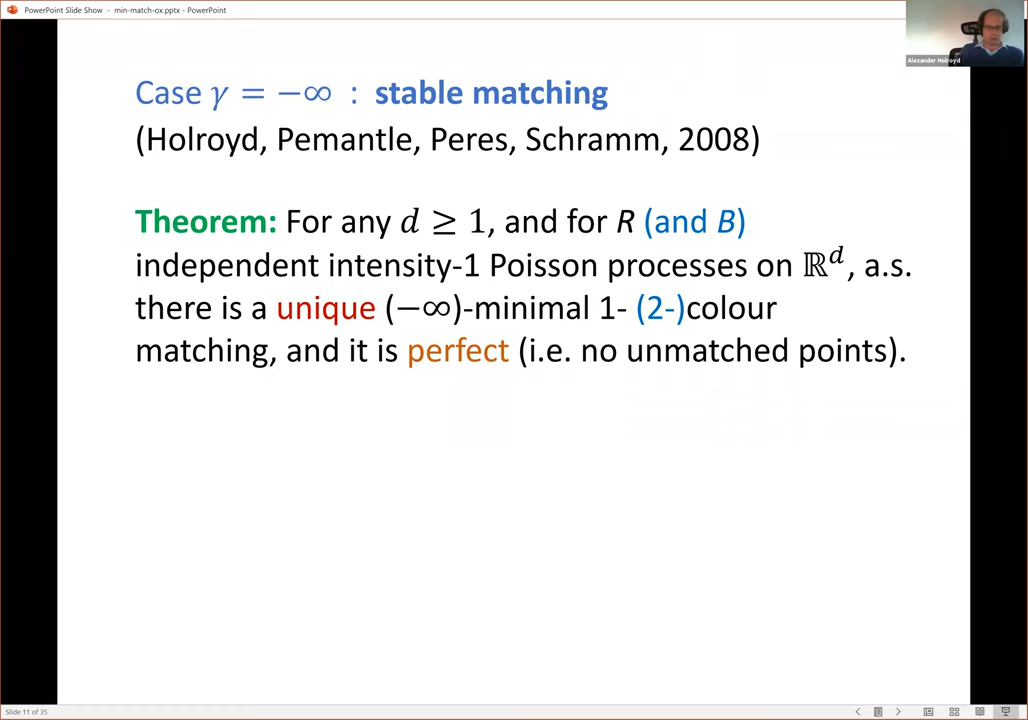 PowerPoint Slide Show - min-match-ox.pptx - PowerPoint
Alexander Holroyd
Case γ = −∞ : stable matching
(Holroyd, Pemantle, Peres, Schramm, 2008)
Theorem: For any d ≥ 1, and for R (and B)
independent intensity-1 Poisson processes on ℝᵈ, a.s.
there is a unique (−∞)-minimal 1- (2-)colour
matching, and it is perfect (i.e. no unmatched points).
Slide 11 of 35